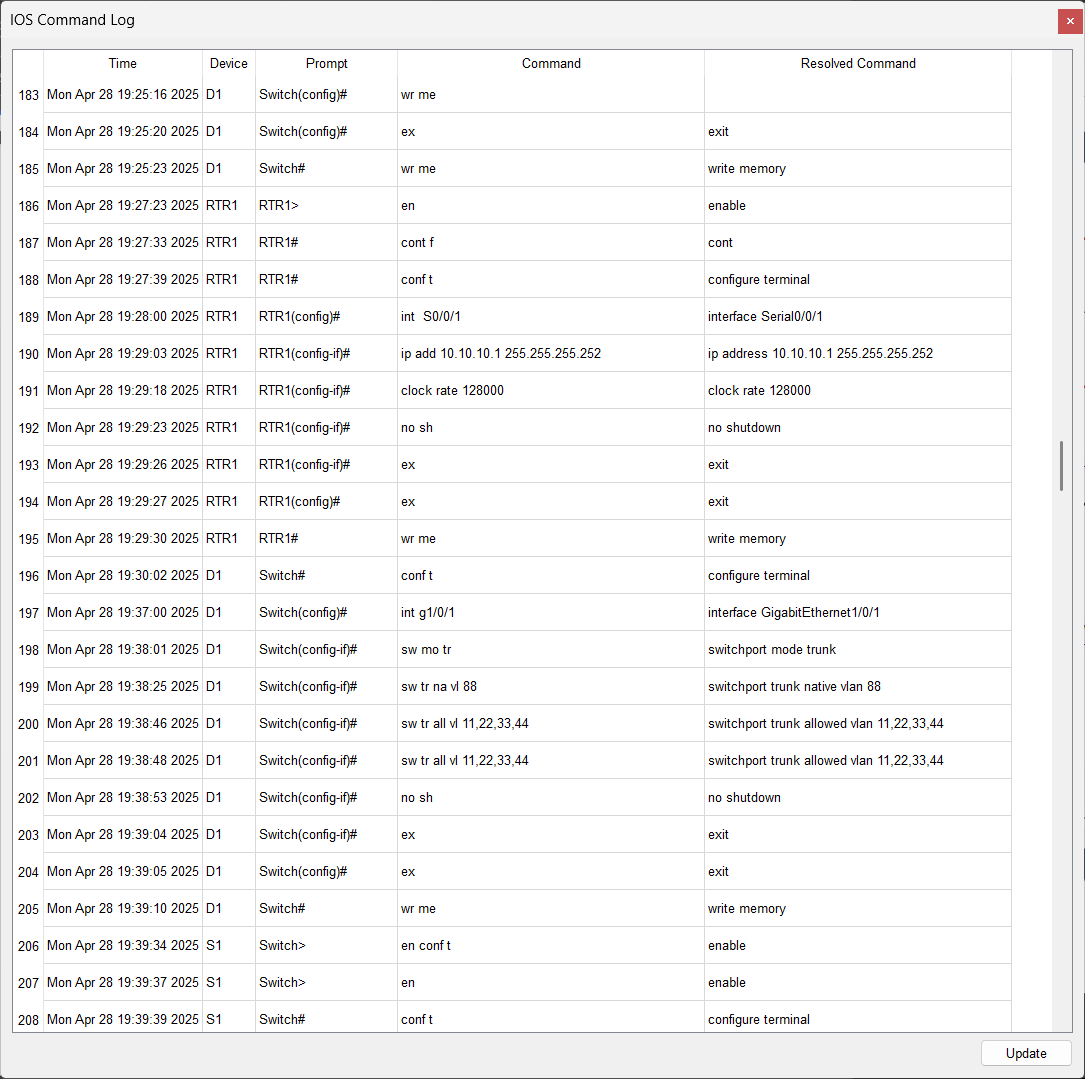 IOS Command Log
Time Device Prompt Command Resolved Command
183 Mon Apr 28 19:25:16 2025 D1 Switch(config)# wr me
184 Mon Apr 28 19:25:20 2025 D1 Switch(config)# ex exit
185 Mon Apr 28 19:25:23 2025 D1 Switch# wr me write memory
186 Mon Apr 28 19:27:23 2025 RTR1 RTR1> en enable
187 Mon Apr 28 19:27:33 2025 RTR1 RTR1# cont f cont
188 Mon Apr 28 19:27:39 2025 RTR1 RTR1# conf t configure terminal
189 Mon Apr 28 19:28:00 2025 RTR1 RTR1(config)# int  S0/0/1 interface Serial0/0/1
190 Mon Apr 28 19:29:03 2025 RTR1 RTR1(config-if)# ip add 10.10.10.1 255.255.255.252 ip address 10.10.10.1 255.255.255.252
191 Mon Apr 28 19:29:18 2025 RTR1 RTR1(config-if)# clock rate 128000 clock rate 128000
192 Mon Apr 28 19:29:23 2025 RTR1 RTR1(config-if)# no sh no shutdown
193 Mon Apr 28 19:29:26 2025 RTR1 RTR1(config-if)# ex exit
194 Mon Apr 28 19:29:27 2025 RTR1 RTR1(config)# ex exit
195 Mon Apr 28 19:29:30 2025 RTR1 RTR1# wr me write memory
196 Mon Apr 28 19:30:02 2025 D1 Switch# conf t configure terminal
197 Mon Apr 28 19:37:00 2025 D1 Switch(config)# int g1/0/1 interface GigabitEthernet1/0/1
198 Mon Apr 28 19:38:01 2025 D1 Switch(config-if)# sw mo tr switchport mode trunk
199 Mon Apr 28 19:38:25 2025 D1 Switch(config-if)# sw tr na vl 88 switchport trunk native vlan 88
200 Mon Apr 28 19:38:46 2025 D1 Switch(config-if)# sw tr all vl 11,22,33,44 switchport trunk allowed vlan 11,22,33,44
201 Mon Apr 28 19:38:48 2025 D1 Switch(config-if)# sw tr all vl 11,22,33,44 switchport trunk allowed vlan 11,22,33,44
202 Mon Apr 28 19:38:53 2025 D1 Switch(config-if)# no sh no shutdown
203 Mon Apr 28 19:39:04 2025 D1 Switch(config-if)# ex exit
204 Mon Apr 28 19:39:05 2025 D1 Switch(config)# ex exit
205 Mon Apr 28 19:39:10 2025 D1 Switch# wr me write memory
206 Mon Apr 28 19:39:34 2025 S1 Switch> en conf t enable
207 Mon Apr 28 19:39:37 2025 S1 Switch> en enable
208 Mon Apr 28 19:39:39 2025 S1 Switch# conf t configure terminal
Update